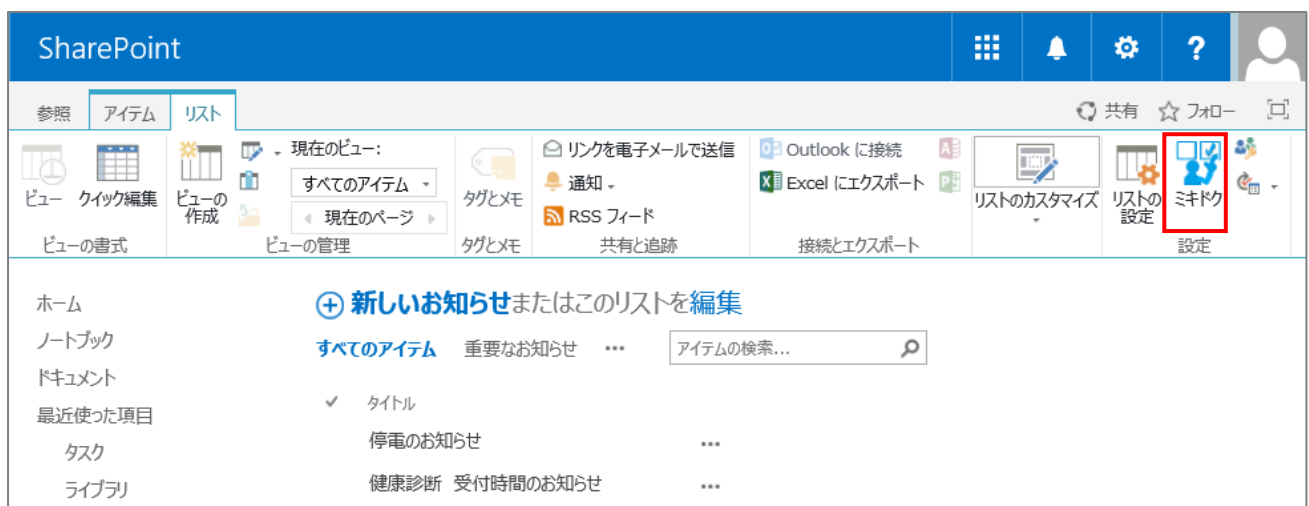 SharePoint ?
参照 アイテム リスト 共有 フォロー
ビュー クイック編集 ビューの作成 現在のビュー: すべてのアイテム 現在のページ タグとメモ リンクを電子メールで送信 通知 RSS フィード Outlook に接続 Excel にエクスポート リストのカスタマイズ リストの設定 ミキドク
ビューの書式 ビューの管理 タグとメモ 共有と追跡 接続とエクスポート 設定
ホーム
ノートブック
ドキュメント
最近使った項目
タスク
ライブラリ
新しいお知らせまたはこのリストを編集
すべてのアイテム 重要なお知らせ ••• アイテムの検索...
タイトル
停電のお知らせ •••
健康診断 受付時間のお知らせ •••